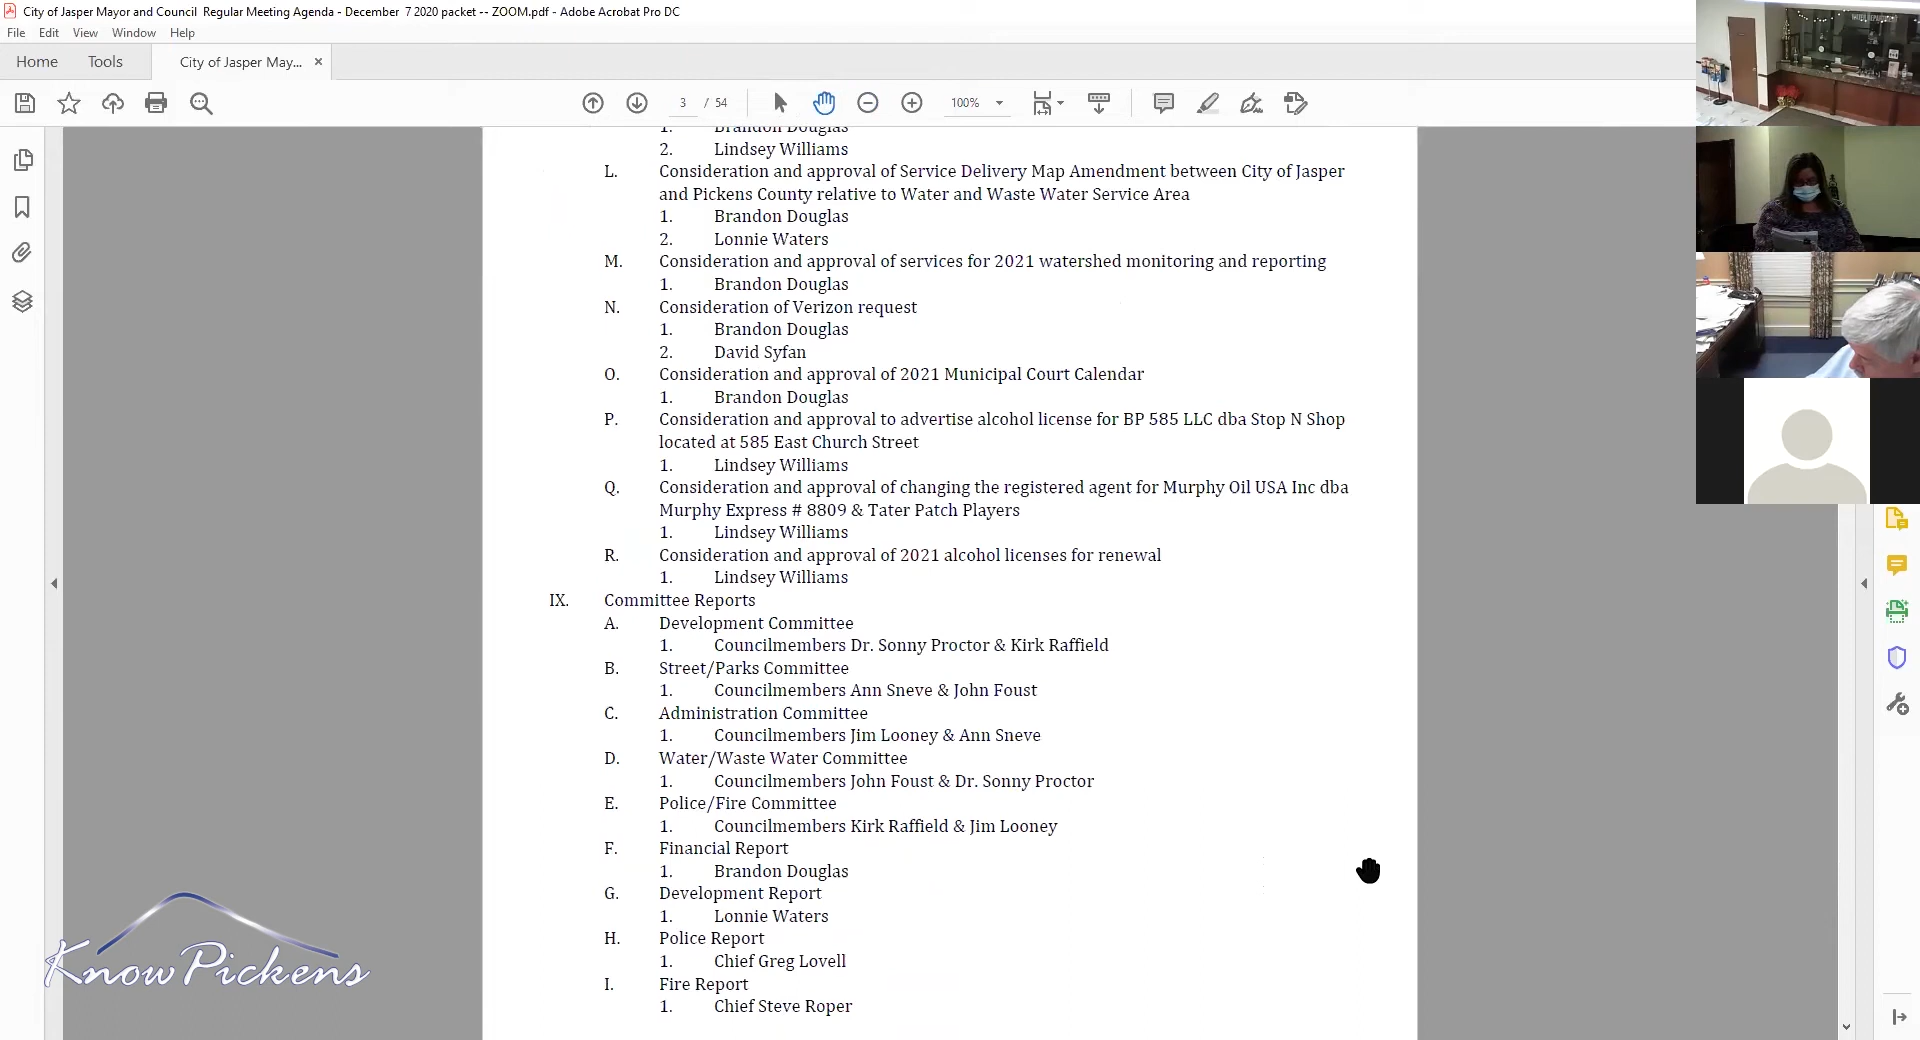 City of Jasper Mayor and Council Regular Meeting Agenda - December 7 2020 packet -- ZOOM.pdf - Adobe Acrobat Pro DC
File Edit View Window Help
Home Tools City of Jasper May... ×
3 / 54 100%
1. Brandon Douglas
2. Lindsey Williams
L. Consideration and approval of Service Delivery Map Amendment between City of Jasper
and Pickens County relative to Water and Waste Water Service Area
1. Brandon Douglas
2. Lonnie Waters
M. Consideration and approval of services for 2021 watershed monitoring and reporting
1. Brandon Douglas
N. Consideration of Verizon request
1. Brandon Douglas
2. David Syfan
O. Consideration and approval of 2021 Municipal Court Calendar
1. Brandon Douglas
P. Consideration and approval to advertise alcohol license for BP 585 LLC dba Stop N Shop
located at 585 East Church Street
1. Lindsey Williams
Q. Consideration and approval of changing the registered agent for Murphy Oil USA Inc dba
Murphy Express # 8809 & Tater Patch Players
1. Lindsey Williams
R. Consideration and approval of 2021 alcohol licenses for renewal
1. Lindsey Williams
IX. Committee Reports
A. Development Committee
1. Councilmembers Dr. Sonny Proctor & Kirk Raffield
B. Street/Parks Committee
1. Councilmembers Ann Sneve & John Foust
C. Administration Committee
1. Councilmembers Jim Looney & Ann Sneve
D. Water/Waste Water Committee
1. Councilmembers John Foust & Dr. Sonny Proctor
E. Police/Fire Committee
1. Councilmembers Kirk Raffield & Jim Looney
F. Financial Report
1. Brandon Douglas
G. Development Report
1. Lonnie Waters
H. Police Report
1. Chief Greg Lovell
I. Fire Report
1. Chief Steve Roper
KnowPickens